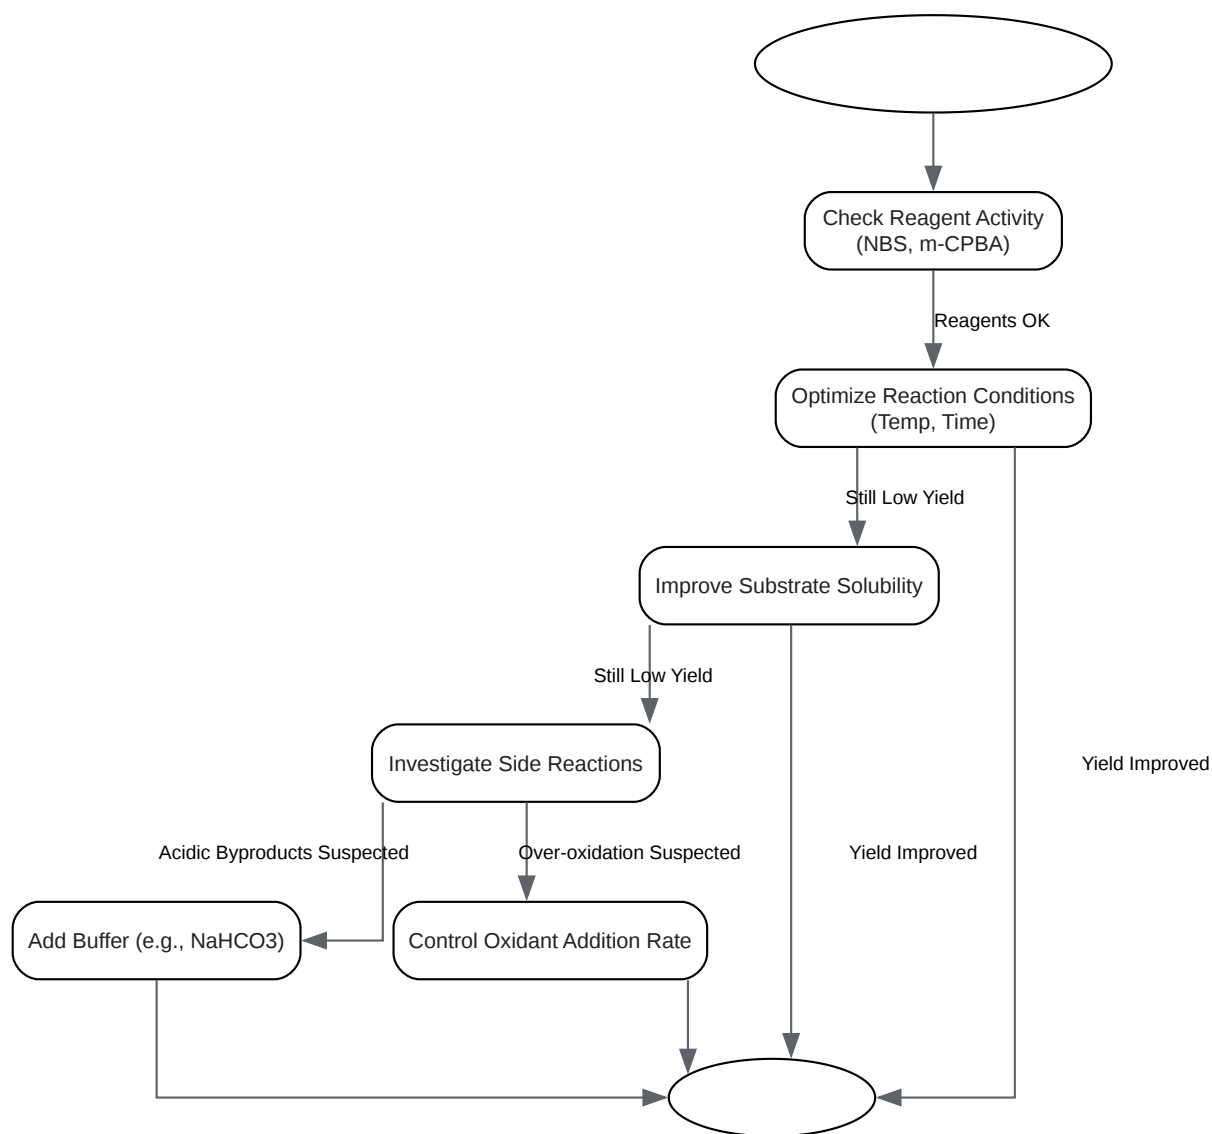 Check Reagent Activity
(NBS, m-CPBA)
Reagents OK
Optimize Reaction Conditions
(Temp, Time)
Still Low Yield
Improve Substrate Solubility
Still Low Yield
Investigate Side Reactions
Yield Improved
Acidic Byproducts Suspected
Over-oxidation Suspected
Yield Improved
Add Buffer (e.g., NaHCO3)
Control Oxidant Addition Rate